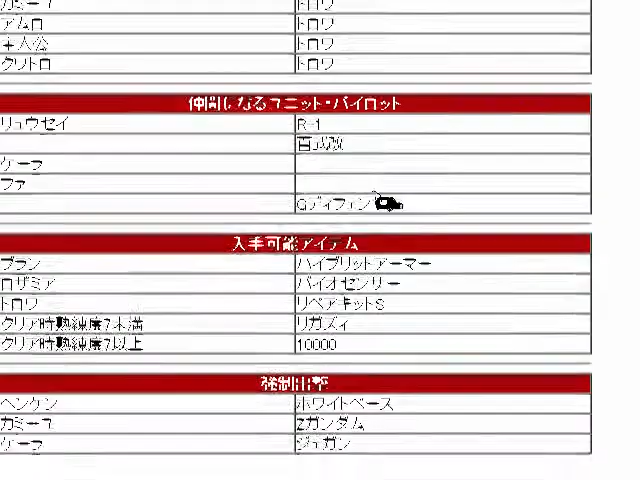 カミーユ トロワ
アムロ トロワ
主人公 トロワ
クワトロ トロワ
仲間になるユニット・パイロット
リュウセイ R-1
百式改
ケーラ
ファ
Gディフェン
入手可能アイテム
ブラン ハイブリットアーマー
ロザミア バイオセンサー
トロワ リペアキットS
クリア時熟練度7未満 リガズィ
クリア時熟練度7以上 10000
強制出撃
ヘンケン ホワイトベース
カミーユ Zガンダム
ケーラ ジェガン